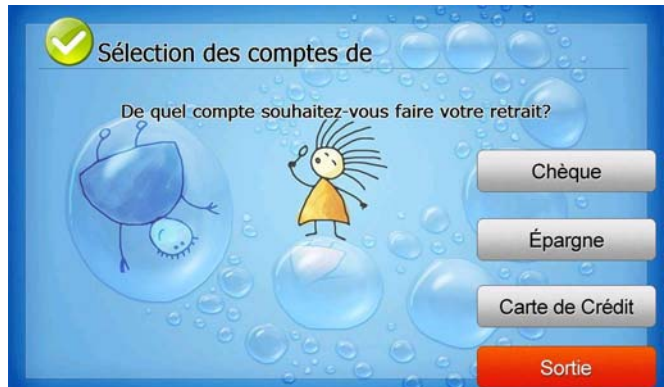 Sélection des comptes de
De quel compte souhaitez-vous faire votre retrait?
Chèque
Épargne
Carte de Crédit
Sortie